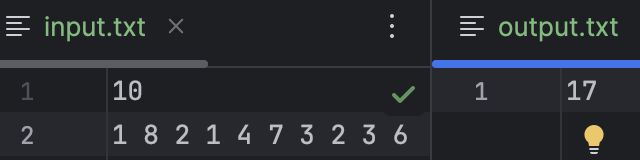 input.txt
output.txt
1 10
2 1 8 2 1 4 7 3 2 3 6
1 17